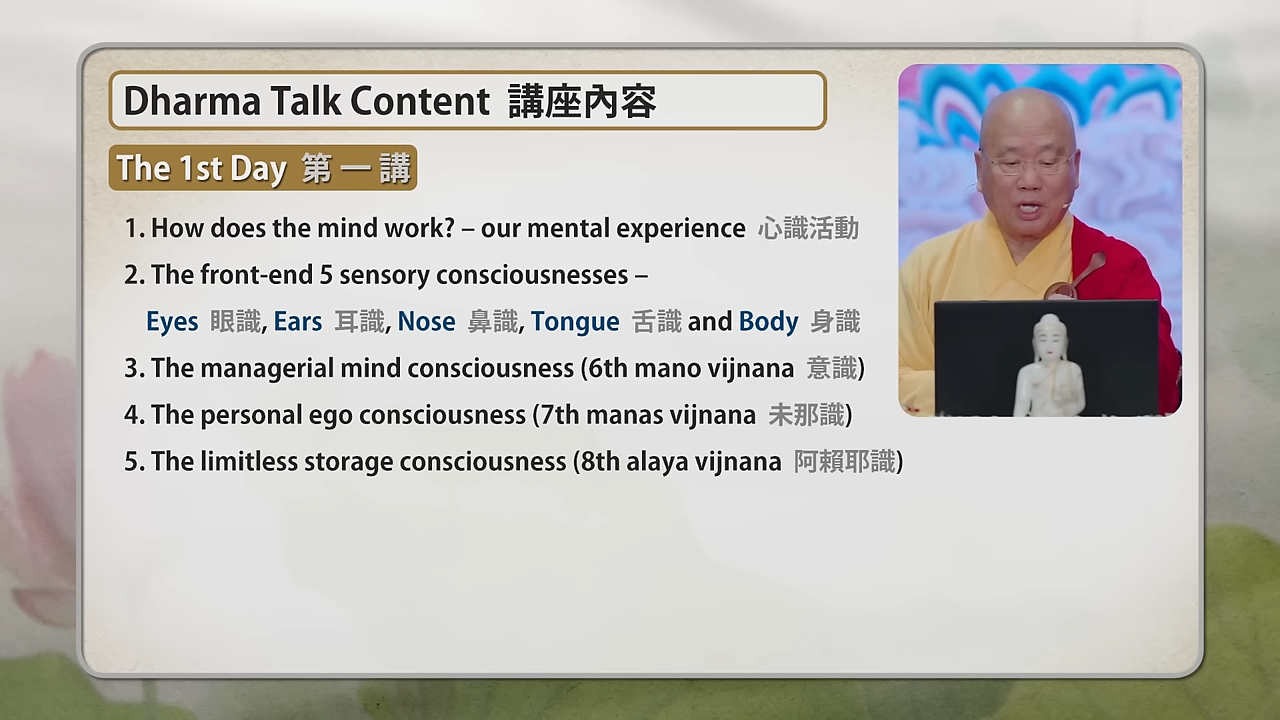 Dharma Talk Content 講座內容
The 1st Day 第一講
1. How does the mind work? – our mental experience 心識活動
2. The front-end 5 sensory consciousnesses –
Eyes 眼識, Ears 耳識, Nose 鼻識, Tongue 舌識 and Body 身識
3. The managerial mind consciousness (6th mano vijnana 意識)
4. The personal ego consciousness (7th manas vijnana 未那識)
5. The limitless storage consciousness (8th alaya vijnana 阿賴耶識)